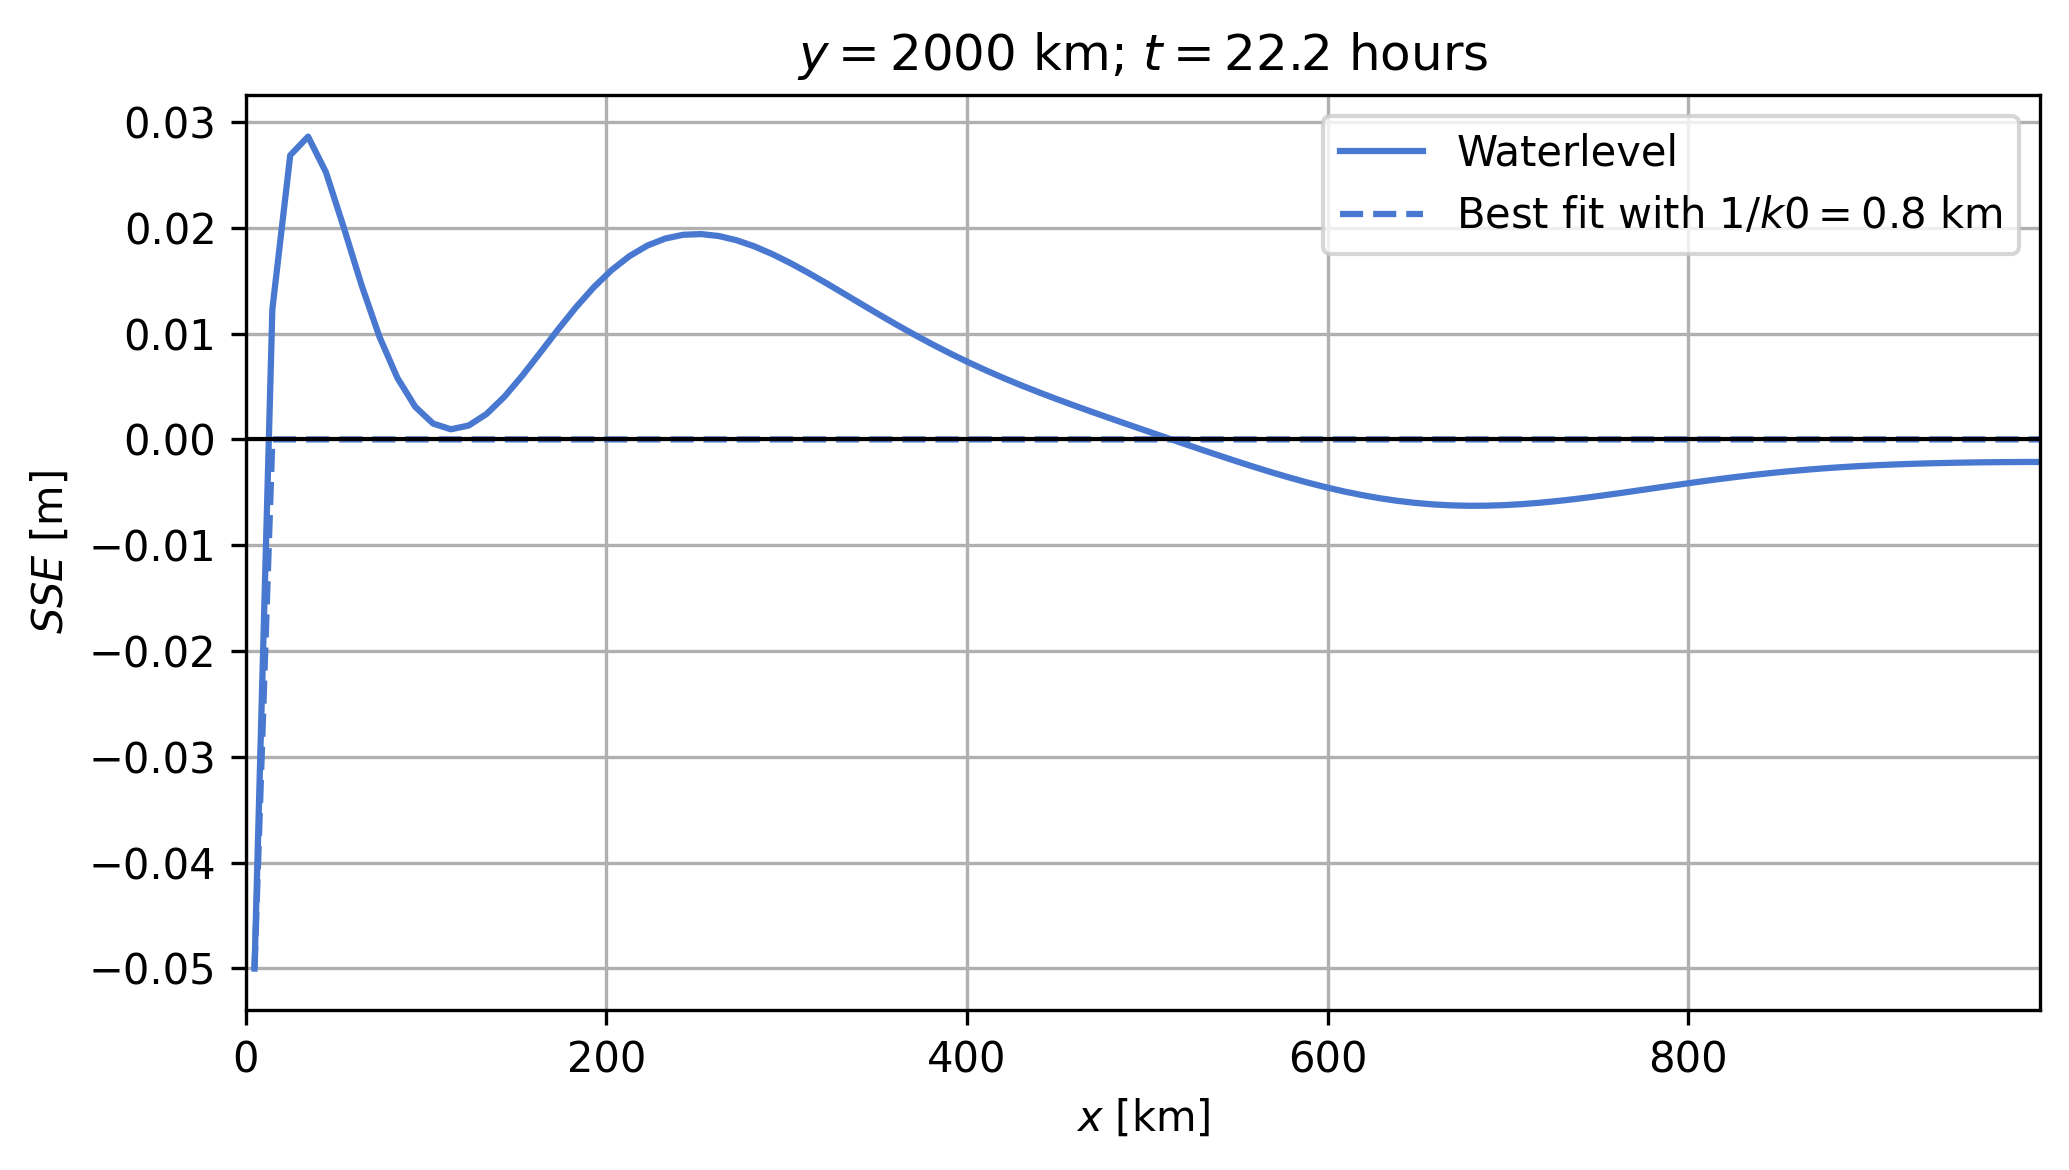 y = 2000 km; t = 22.2 hours
Waterlevel
Best fit with 1/k0 = 0.8 km
0.03
0.02
0.01
0.00
−0.01
−0.02
−0.03
−0.04
−0.05
SSE [m]
0 200 400 600 800
x [km]